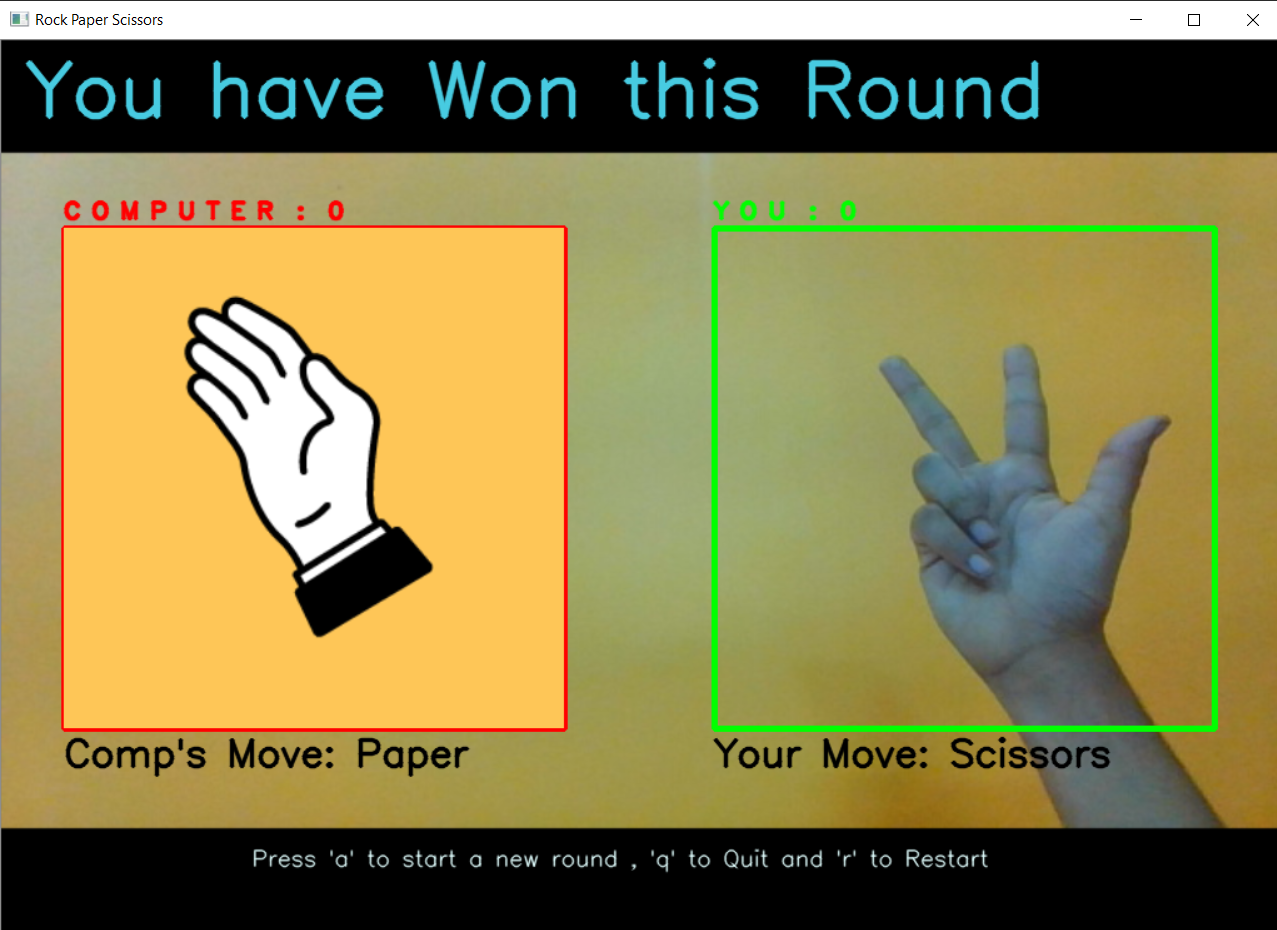 Rock Paper Scissors
You have Won this Round
COMPUTER : 0
YOU : 0
Comp's Move: Paper
Your Move: Scissors
Press 'a' to start a new round , 'q' to Quit and 'r' to Restart